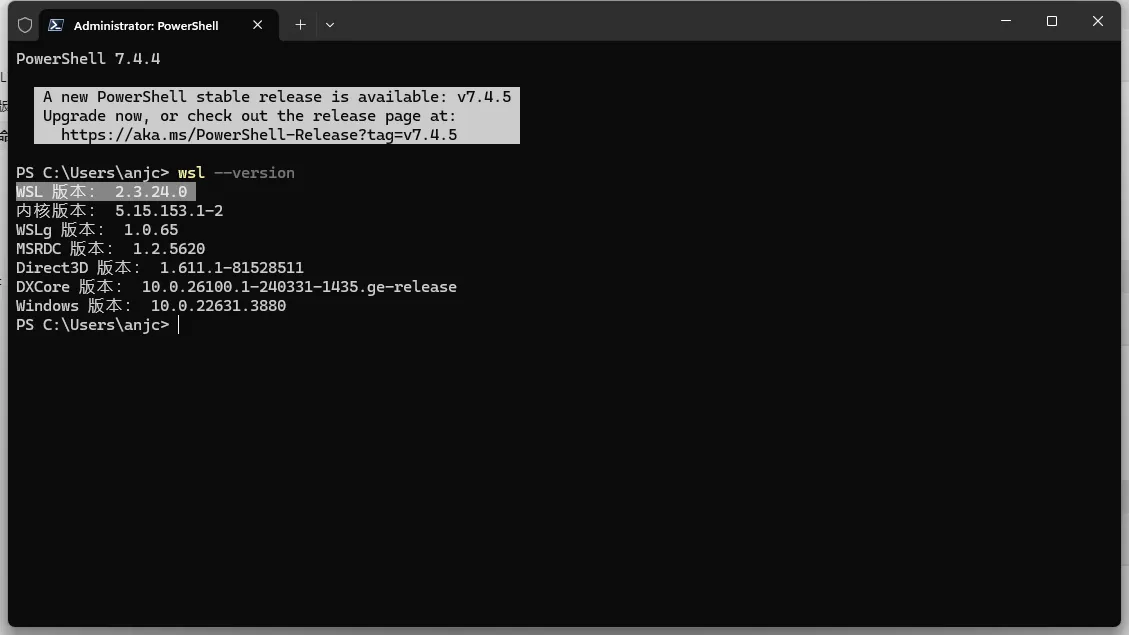 Administrator: PowerShell
PowerShell 7.4.4
A new PowerShell stable release is available: v7.4.5
Upgrade now, or check out the release page at:
https://aka.ms/PowerShell-Release?tag=v7.4.5
PS C:\Users\anjc> wsl --version
WSL 版本： 2.3.24.0
内核版本： 5.15.153.1-2
WSLg 版本： 1.0.65
MSRDC 版本： 1.2.5620
Direct3D 版本： 1.611.1-81528511
DXCore 版本： 10.0.26100.1-240331-1435.ge-release
Windows 版本： 10.0.22631.3880
PS C:\Users\anjc>